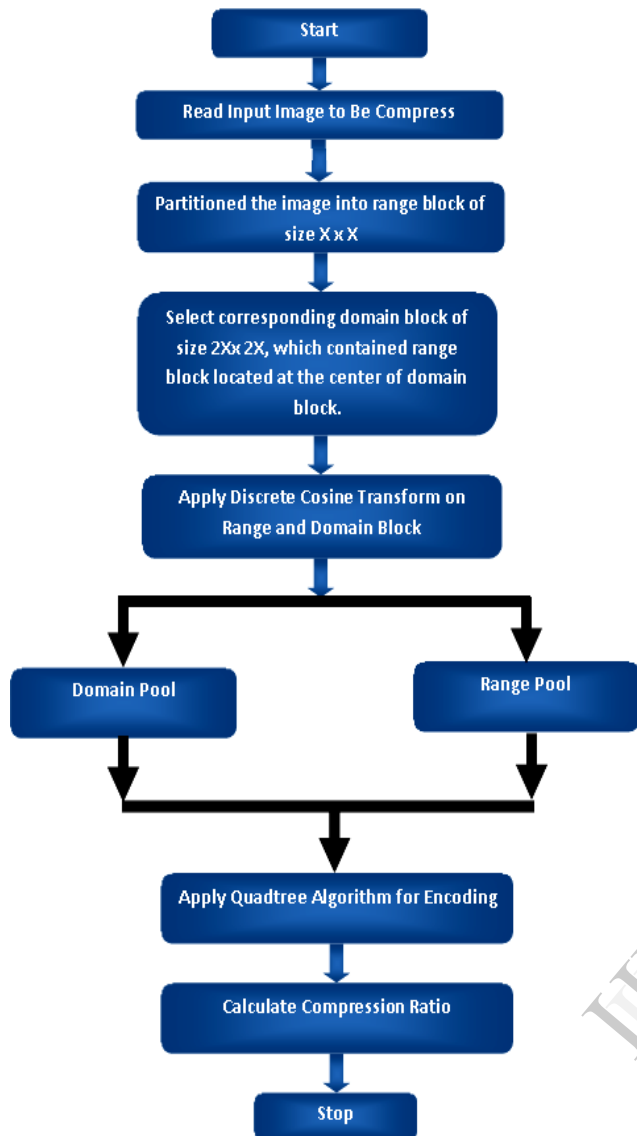 Start
Read Input Image to Be Compress
Partitioned the image into range block of
size X x X
Select corresponding domain block of
size 2Xx 2X, which contained range
block located at the center of domain
block.
Apply Discrete Cosine Transform on
Range and Domain Block
Domain Pool
Range Pool
Apply Quadtree Algorithm for Encoding
Calculate Compression Ratio
Stop